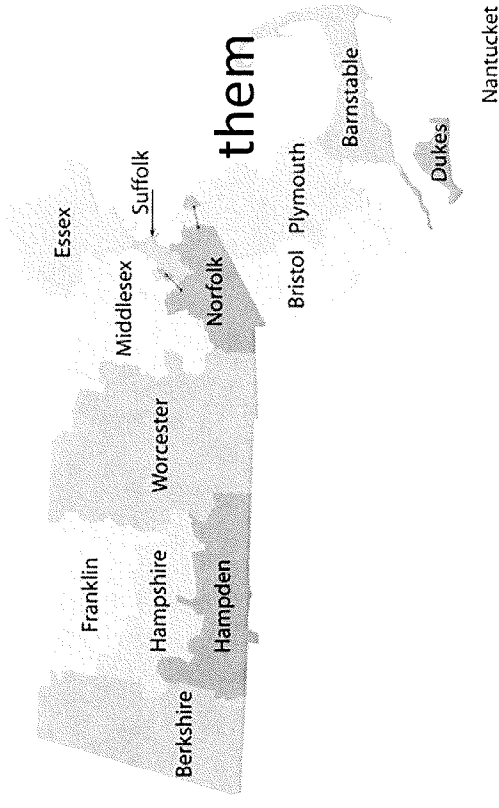 Essex
Suffolk
Franklin
Middlesex
Hampshire
Worcester
Berkshire
Hampden
Norfolk
them
Bristol
Plymouth
Barnstable
Dukes
Nantucket